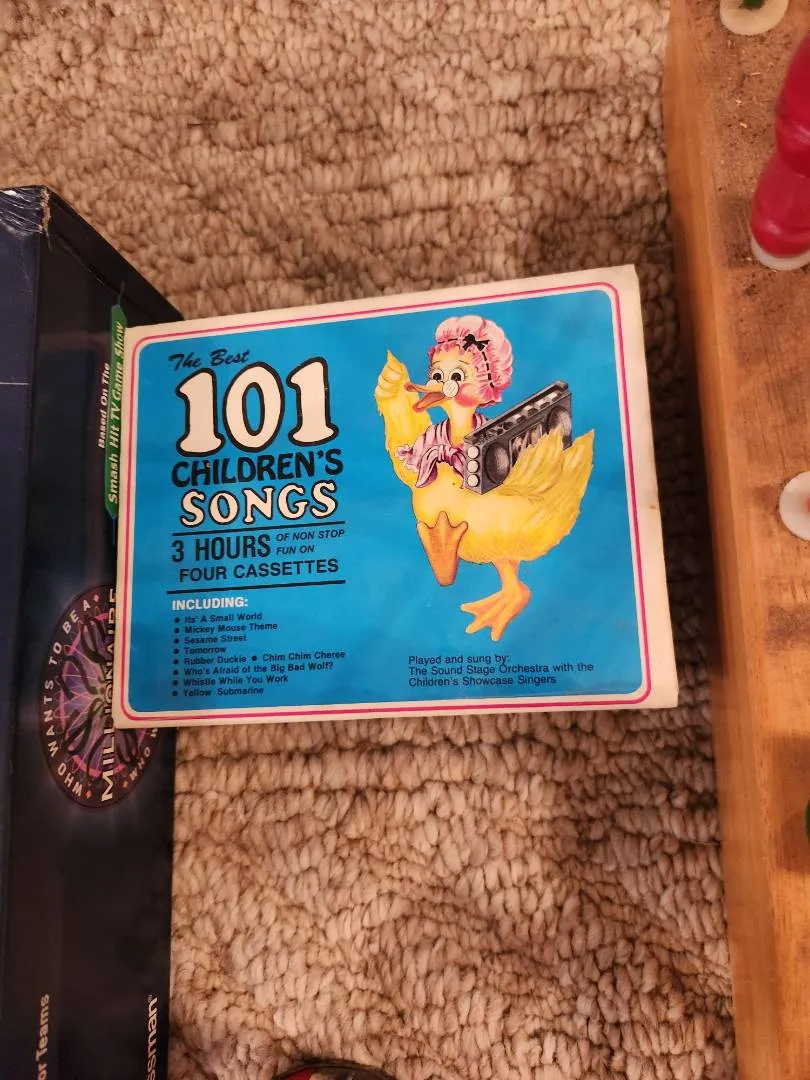 The Best
101
CHILDREN'S
SONGS
3 HOURS OF NON STOP
FUN ON
FOUR CASSETTES
INCLUDING:
• Its' A Small World
• Mickey Mouse Theme
• Sesame Street
• Tomorrow
• Rubber Duckie • Chim Chim Cheree
• Who's Afraid of the Big Bad Wolf?
• Whistle While You Work
• Yellow Submarine
Played and sung by:
The Sound Stage Orchestra with the
Children's Showcase Singers
Based On The
Smash Hit TV Game Show
WHO WANTS TO BE A
MILLIONAIRE
or Teams
ssman